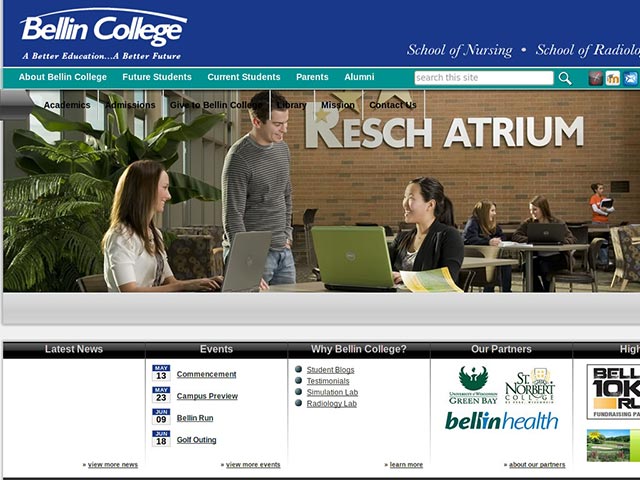 Bellin College
A Better Education...A Better Future
School of Nursing • School of Radiolo
About Bellin College Future Students Current Students Parents Alumni search this site
Academics Admissions Give to Bellin College Library Mission Contact Us
RESCH ATRIUM
Latest News
Events
MAY 13 Commencement
MAY 23 Campus Preview
JUN 09 Bellin Run
JUN 18 Golf Outing
Why Bellin College?
Student Blogs
Testimonials
Simulation Lab
Radiology Lab
Our Partners
UNIVERSITY of WISCONSIN
GREEN BAY
ST. NORBERT
COLLEGE
bellinhealth
High
BELL
10K
RU
FUNDRAISING PA
» view more news » view more events » learn more » about our partners